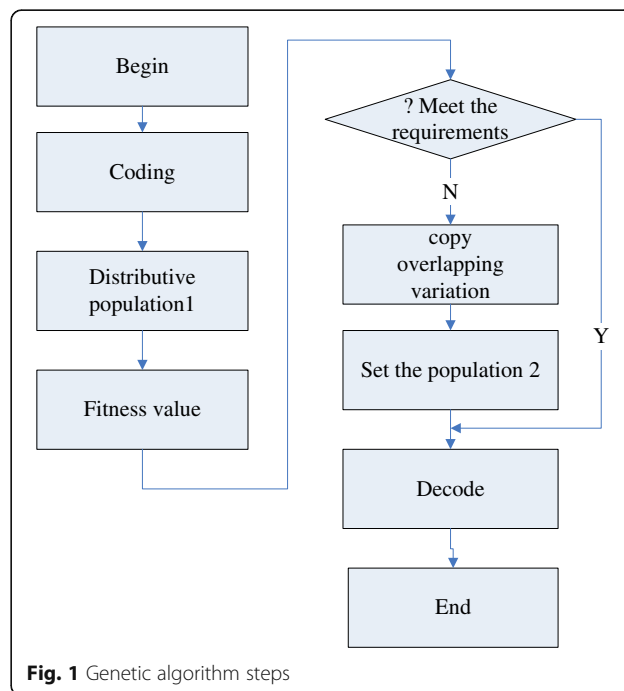 Begin
Coding
Distributive
population1
Fitness value
? Meet the
requirements
N
copy
overlapping
variation
Y
Set the population 2
Decode
End
Fig. 1 Genetic algorithm steps